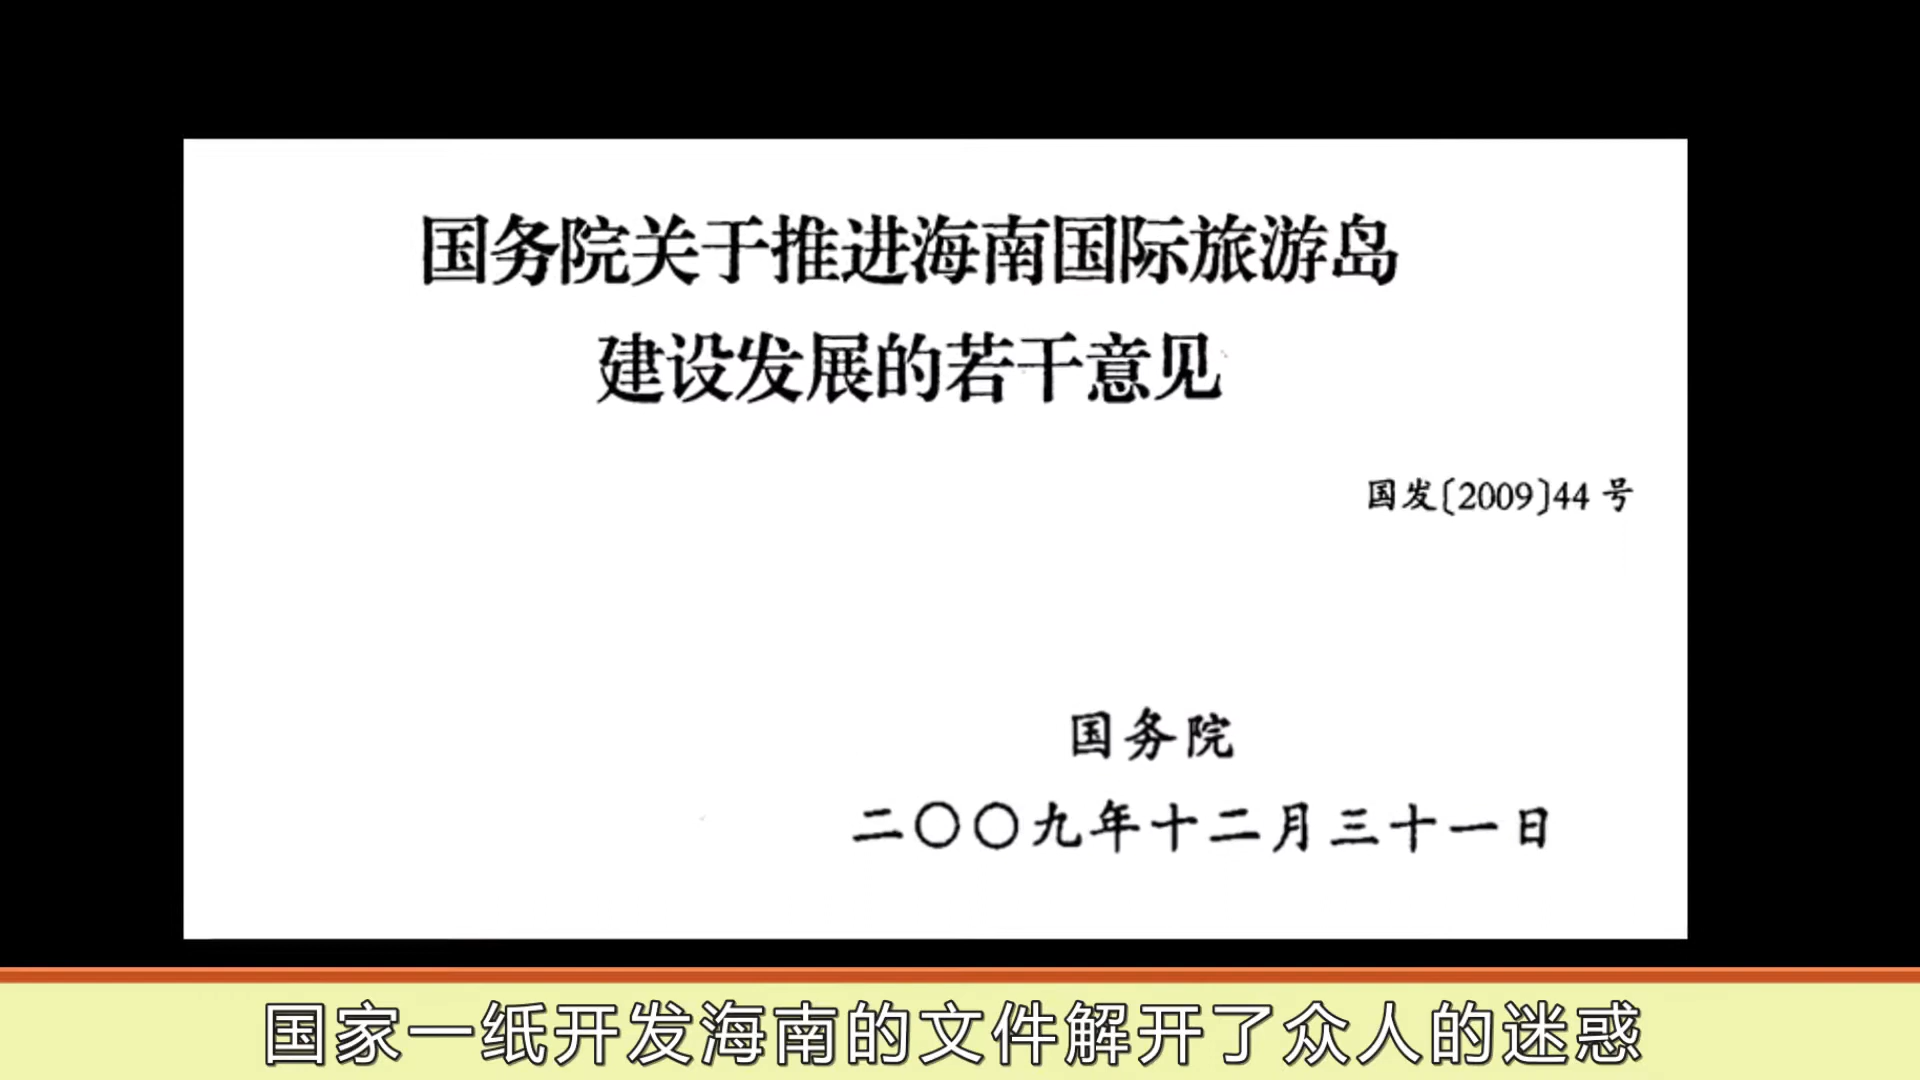 国务院关于推进海南国际旅游岛
建设发展的若干意见
国发〔2009〕44 号
国务院
二〇〇九年十二月三十一日
国家一纸开发海南的文件解开了众人的迷惑